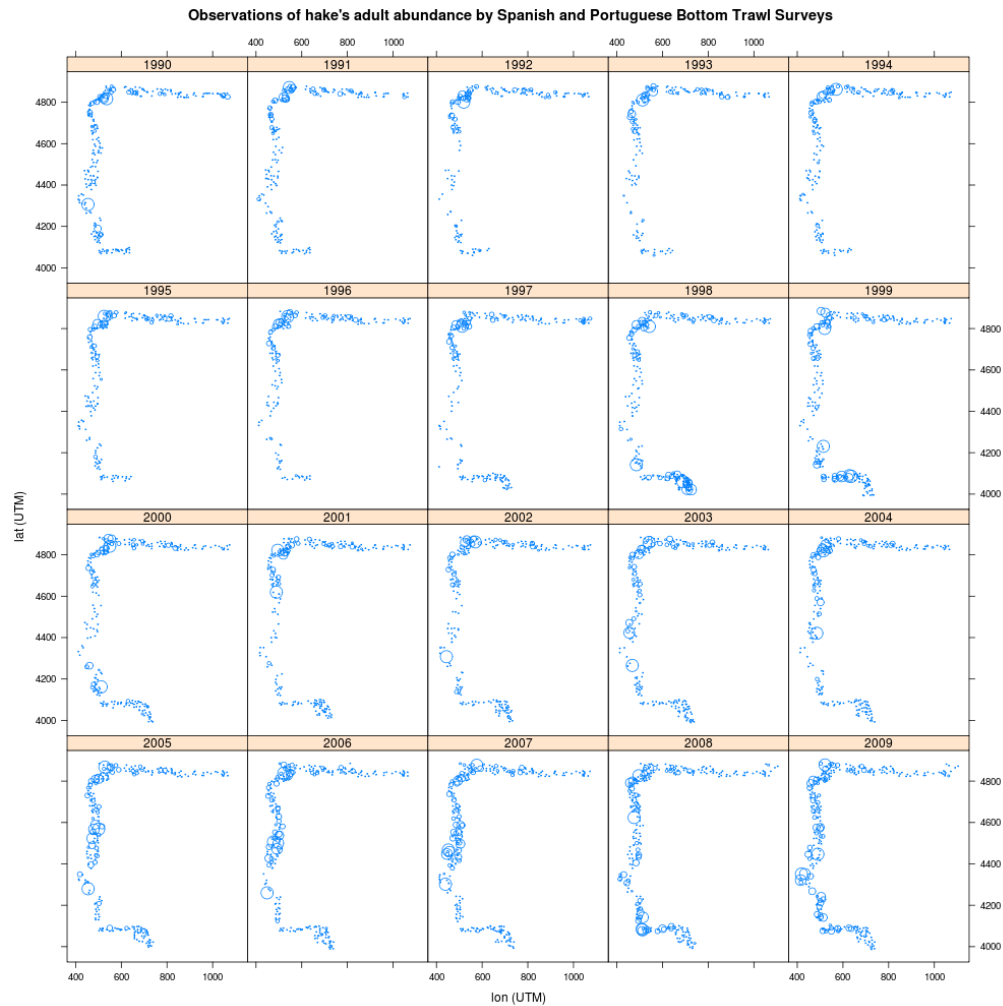 Observations of hake's adult abundance by Spanish and Portuguese Bottom Trawl Surveys
400 600 800 1000 400 600 800 1000
1990 1991 1992 1993 1994
4800
4600
4400
4200
4000
1995 1996 1997 1998 1999
4800
4600
4400
4200
4000
2000 2001 2002 2003 2004
4800
4600
4400
4200
4000
2005 2006 2007 2008 2009
4800
4600
4400
4200
4000
400 600 800 1000 400 600 800 1000 400 600 800 1000
lat (UTM)
lon (UTM)